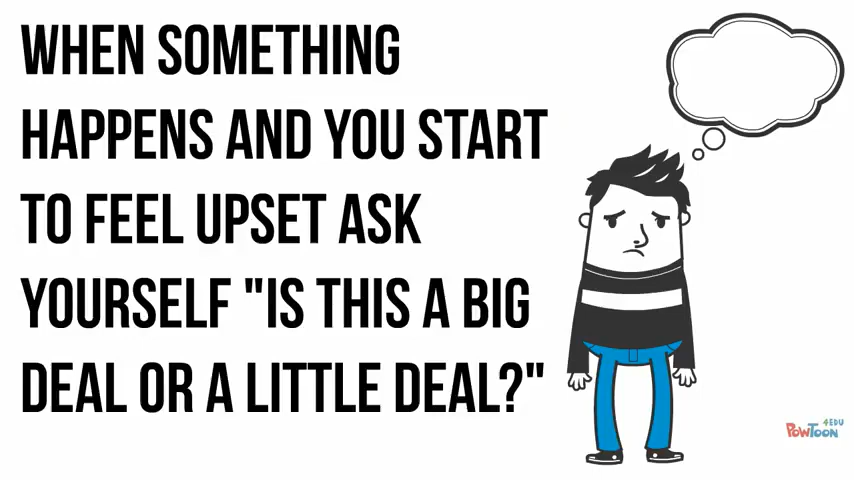 WHEN SOMETHING
HAPPENS AND YOU START
TO FEEL UPSET ASK
YOURSELF "IS THIS A BIG
DEAL OR A LITTLE DEAL?"
4EDU
POWTOON